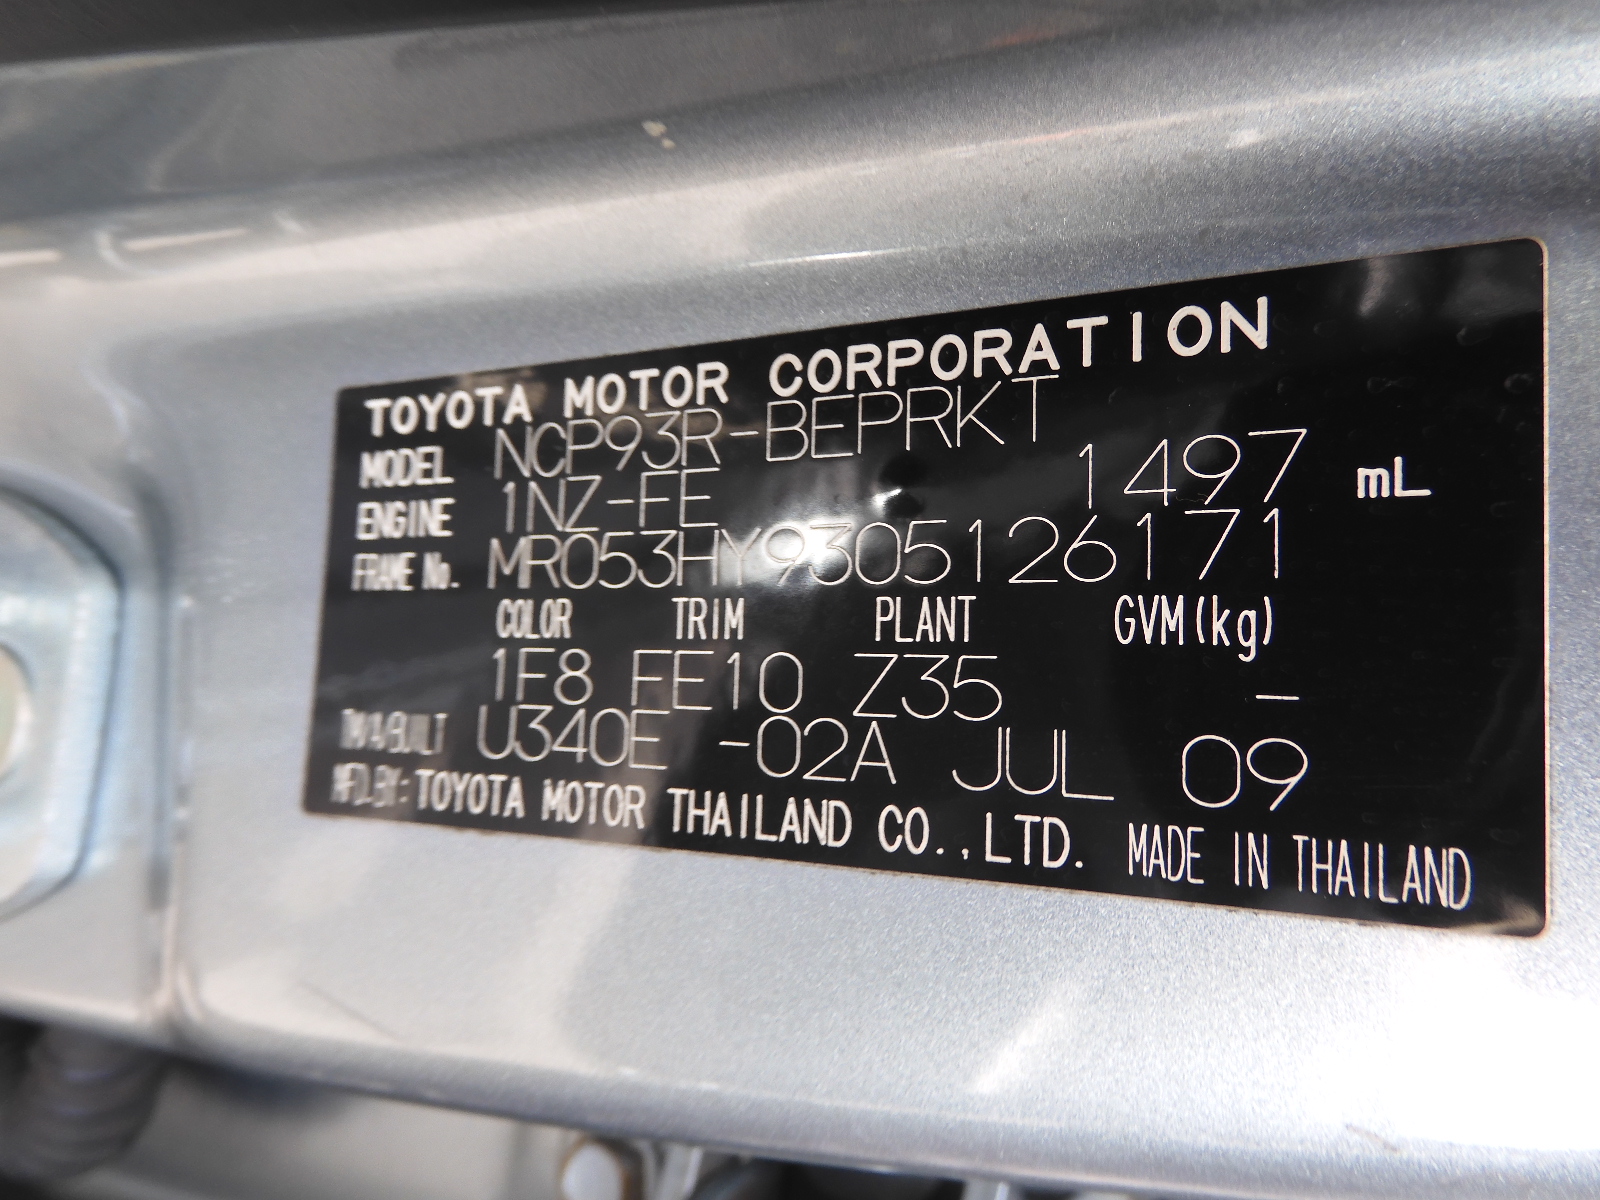 TOYOTA MOTOR CORPORATION
MODEL NCP93R-BEPRKT
ENGINE 1NZ-FE 1497 mL
FRAME No. MR053HY9305126171
COLOR TRIM PLANT GVM(kg)
1F8 FE10 Z35 -
T/M/A/BUILT U340E -02A JUL 09
MFD.BY:TOYOTA MOTOR THAILAND CO.,LTD. MADE IN THAILAND